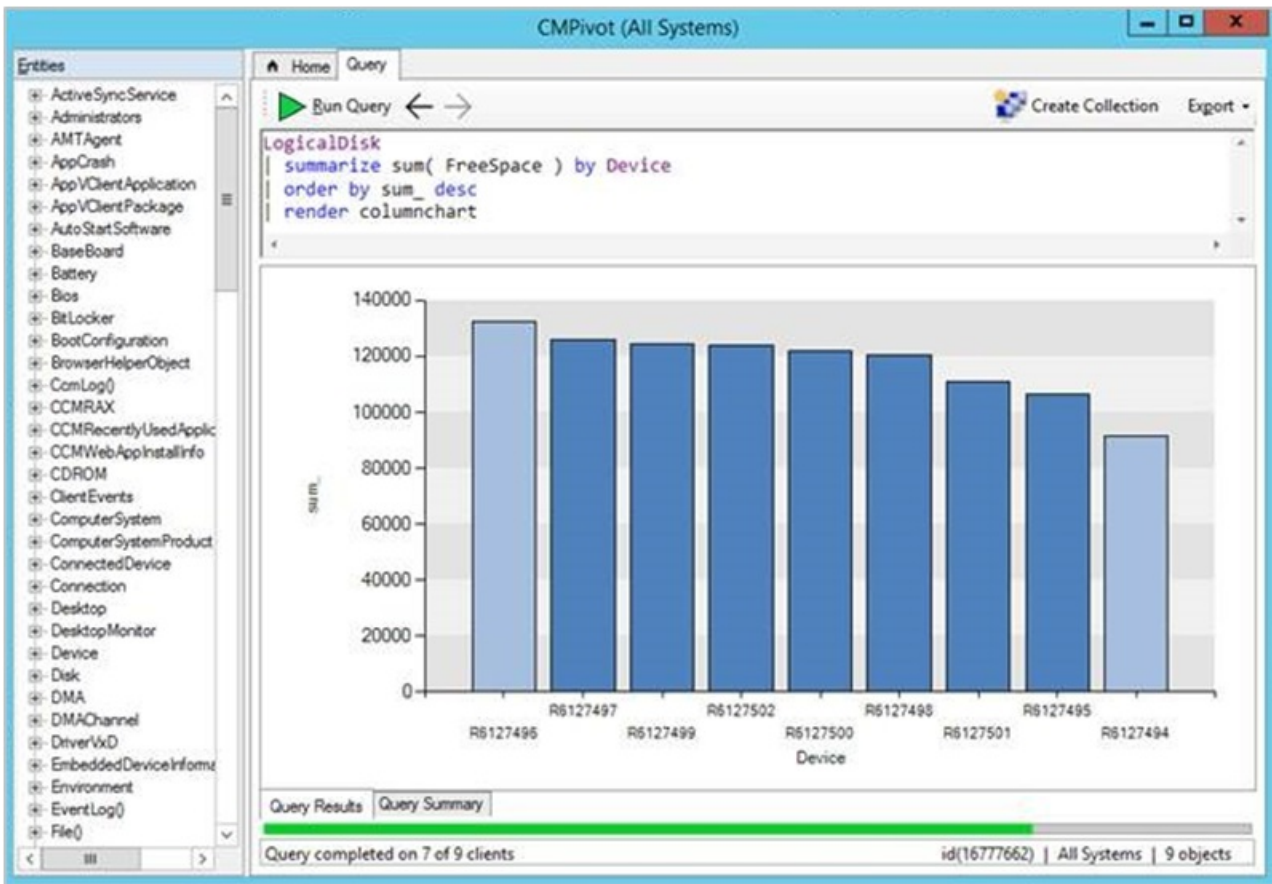 CMPivot (All Systems)
Entities
ActiveSyncService
Administrators
AMTAgent
AppCrash
AppVClientApplication
AppVClientPackage
AutoStartSoftware
BaseBoard
Battery
Bios
BitLocker
BootConfiguration
BrowserHelperObject
CcmLog()
CCMRAX
CCMRecentlyUsedApplic
CCMWebAppInstallInfo
CDROM
ClientEvents
ComputerSystem
ComputerSystemProduct
ConnectedDevice
Connection
Desktop
DesktopMonitor
Device
Disk
DMA
DMAChannel
DriverVxD
EmbeddedDeviceInforma
Environment
EventLog()
File()
Home Query
Run Query Create Collection Export
LogicalDisk
| summarize sum( FreeSpace ) by Device
| order by sum_ desc
| render columnchart
140000
120000
100000
80000
60000
40000
20000
0
sum_
R6127497 R6127502 R6127498 R6127495
R6127496 R6127499 R6127500 R6127501 R6127494
Device
Query Results Query Summary
Query completed on 7 of 9 clients id(16777662) | All Systems | 9 objects